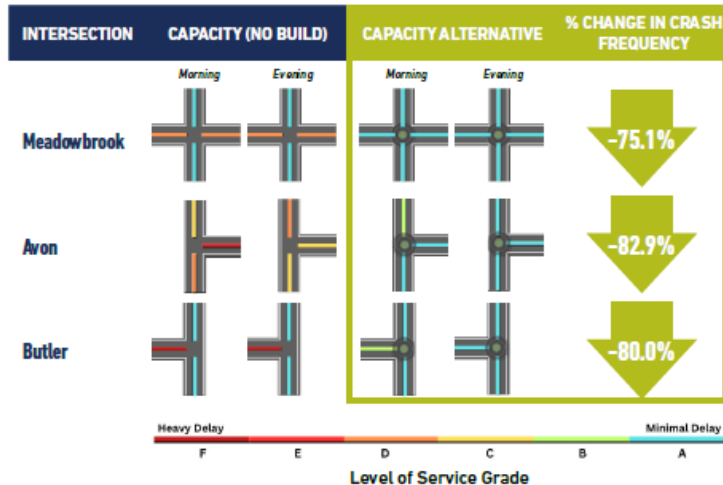 INTERSECTION CAPACITY (NO BUILD) CAPACITY ALTERNATIVE % CHANGE IN CRASH FREQUENCY
Morning Evening Morning Evening
Meadowbrook -75.1%
Avon -82.9%
Butler -80.0%
Heavy Delay Minimal Delay
F E D C B A
Level of Service Grade